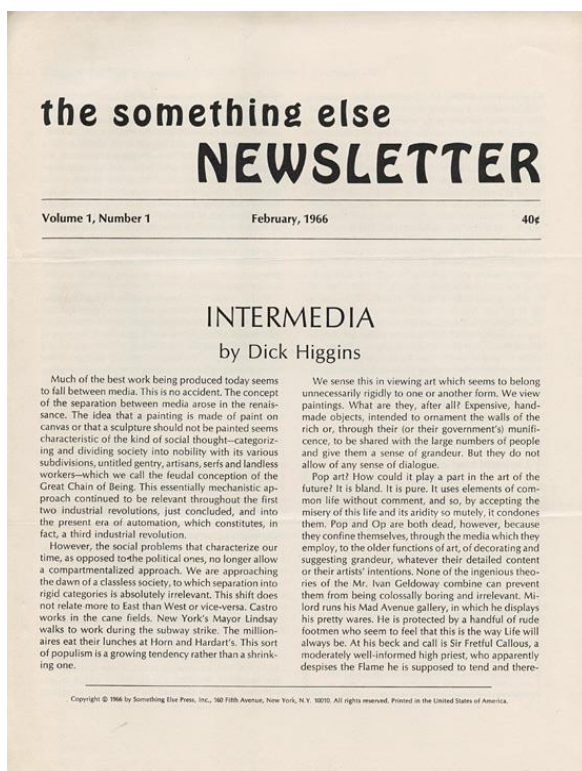 the something else
NEWSLETTER
Volume 1, Number 1 February, 1966 40¢
INTERMEDIA
by Dick Higgins
Much of the best work being produced today seems
to fall between media. This is no accident. The concept
of the separation between media arose in the renais-
sance. The idea that a painting is made of paint on
canvas or that a sculpture should not be painted seems
characteristic of the kind of social thought—categoriz-
ing and dividing society into nobility with its various
subdivisions, untitled gentry, artisans, serfs and landless
workers—which we call the feudal conception of the
Great Chain of Being. This essentially mechanistic ap-
proach continued to be relevant throughout the first
two industrial revolutions, just concluded, and into
the present era of automation, which constitutes, in
fact, a third industrial revolution.
However, the social problems that characterize our
time, as opposed to the political ones, no longer allow
a compartmentalized approach. We are approaching
the dawn of a classless society, to which separation into
rigid categories is absolutely irrelevant. This shift does
not relate more to East than West or vice-versa. Castro
works in the cane fields. New York's Mayor Lindsay
walks to work during the subway strike. The million-
aires eat their lunches at Horn and Hardart's. This sort
of populism is a growing tendency rather than a shrink-
ing one.
We sense this in viewing art which seems to belong
unnecessarily rigidly to one or another form. We view
paintings. What are they, after all? Expensive, hand-
made objects, intended to ornament the walls of the
rich or, through their (or their government's) munifi-
cence, to be shared with the large numbers of people
and give them a sense of grandeur. But they do not
allow of any sense of dialogue.
Pop art? How could it play a part in the art of the
future? It is bland. It is pure. It uses elements of com-
mon life without comment, and so, by accepting the
misery of this life and its aridity so mutely, it condones
them. Pop and Op are both dead, however, because
they confine themselves, through the media which they
employ, to the older functions of art, of decorating and
suggesting grandeur, whatever their detailed content
or their artists' intentions. None of the ingenious theo-
ries of the Mr. Ivan Geldoway combine can prevent
them from being colossally boring and irrelevant. Mi-
lord runs his Mad Avenue gallery, in which he displays
his pretty wares. He is protected by a handful of rude
footmen who seem to feel that this is the way Life will
always be. At his beck and call is Sir Fretful Callous, a
moderately well-informed high priest, who apparently
despises the Flame he is supposed to tend and there-
Copyright © 1966 by Something Else Press, Inc., 160 Fifth Avenue, New York, N.Y. 10010. All rights reserved. Printed in the United States of America.